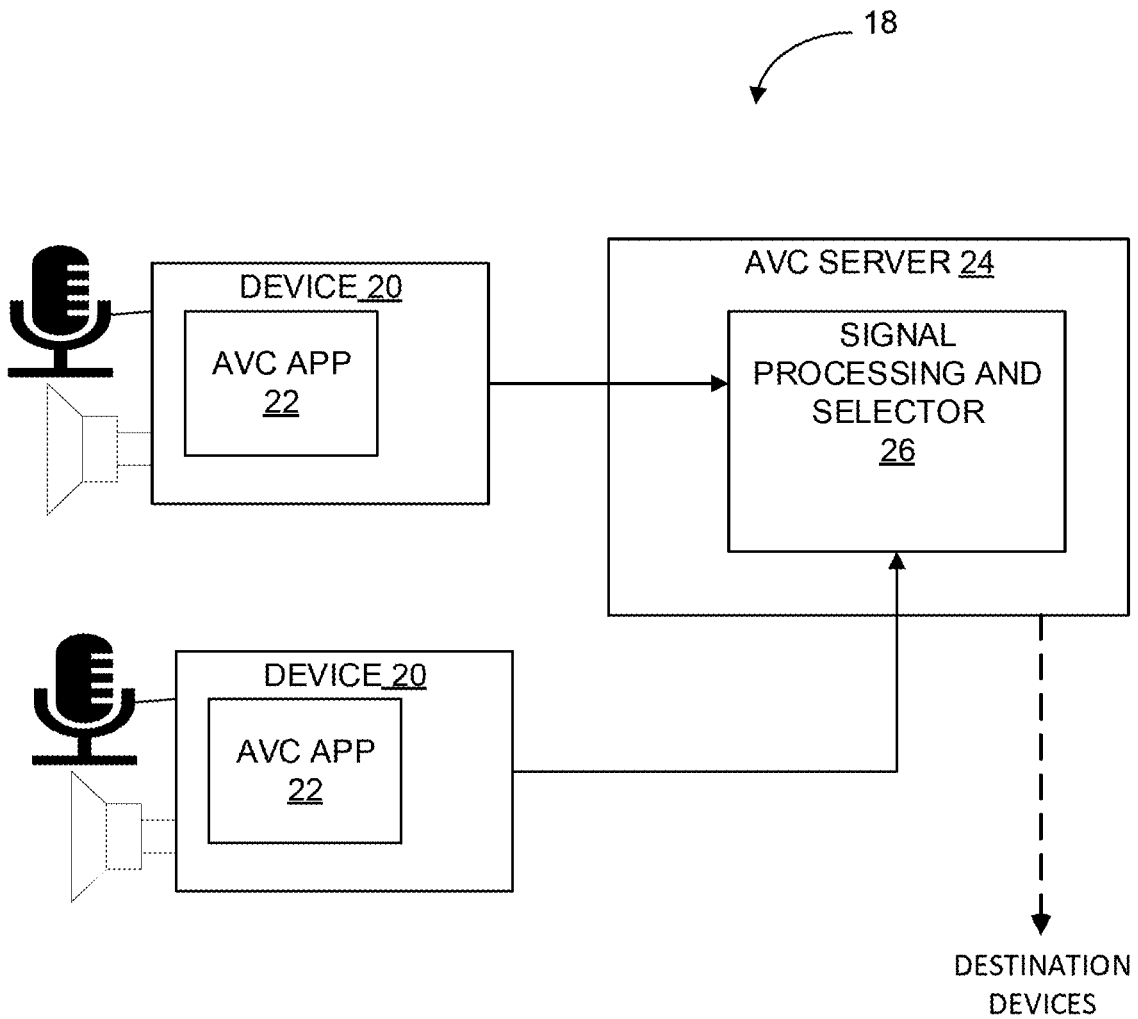 18
DEVICE 20
AVC APP
22
AVC SERVER 24
SIGNAL
PROCESSING AND
SELECTOR
26
DEVICE 20
AVC APP
22
DESTINATION
DEVICES